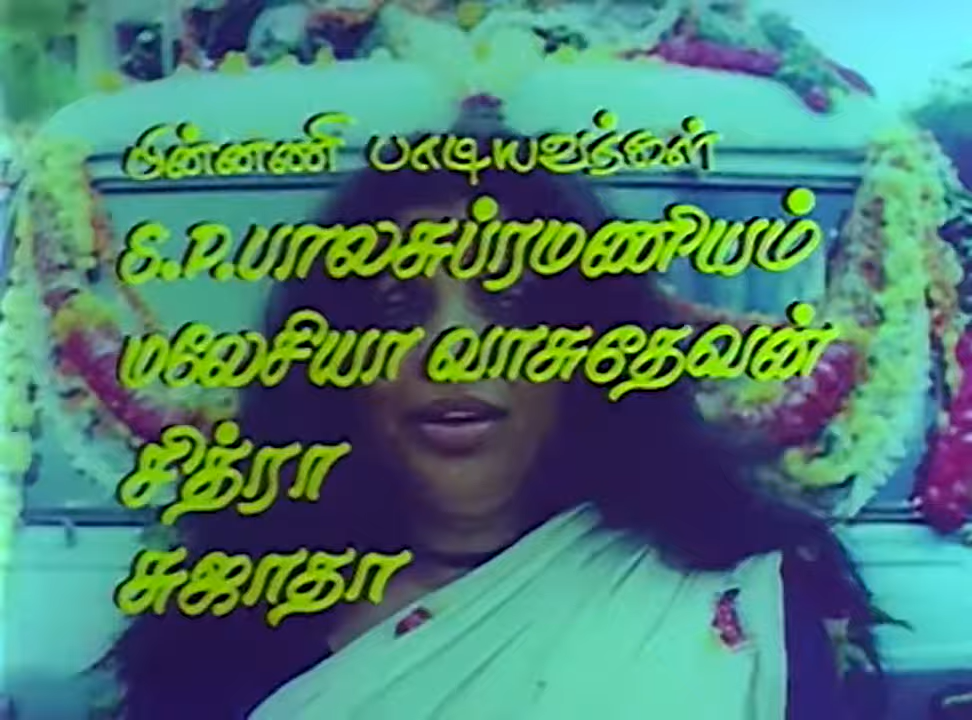 பின்னணி பாடியவர்கள்
S.P.பாலசுப்ரமணியம்
மலேசியா வாசுதேவன்
சித்ரா
சுஜாதா